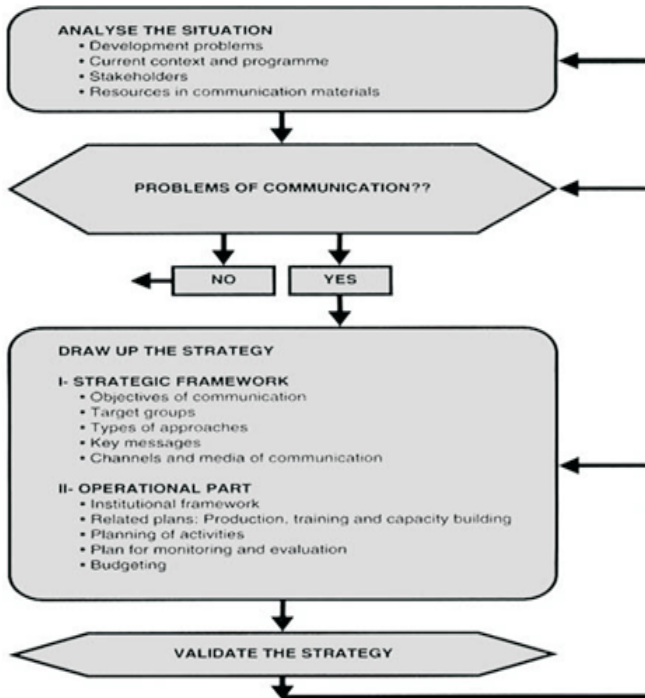 ANALYSE THE SITUATION
• Development problems
• Current context and programme
• Stakeholders
• Resources in communication materials
PROBLEMS OF COMMUNICATION??
NO
YES
DRAW UP THE STRATEGY
I- STRATEGIC FRAMEWORK
• Objectives of communication
• Target groups
• Types of approaches
• Key messages
• Channels and media of communication
II- OPERATIONAL PART
• Institutional framework
• Related plans: Production, training and capacity building
• Planning of activities
• Plan for monitoring and evaluation
• Budgeting
VALIDATE THE STRATEGY